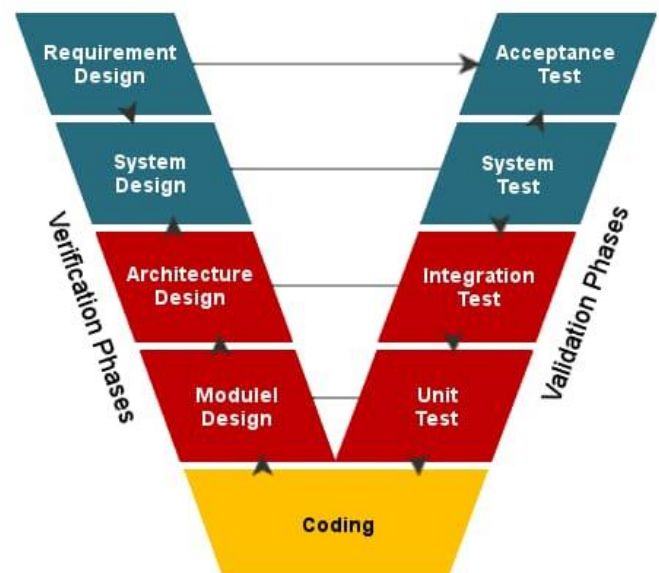 Requirement
Design
Acceptance
Test
System
Design
System
Test
Architecture
Design
Integration
Test
Modulel
Design
Unit
Test
Coding
Verification Phases
Validation Phases